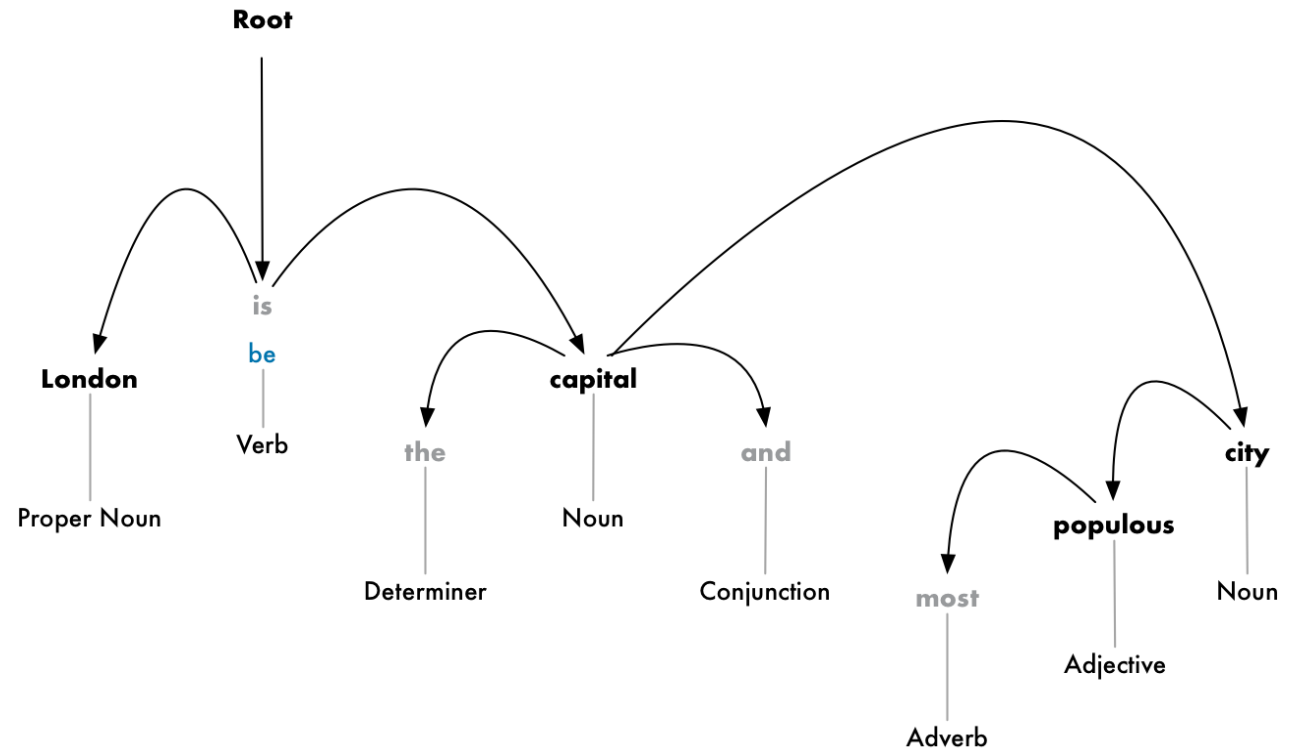 Root
is
be
London
capital
Verb
the
and
city
Proper Noun
Noun
populous
Determiner
Conjunction
most
Noun
Adjective
Adverb